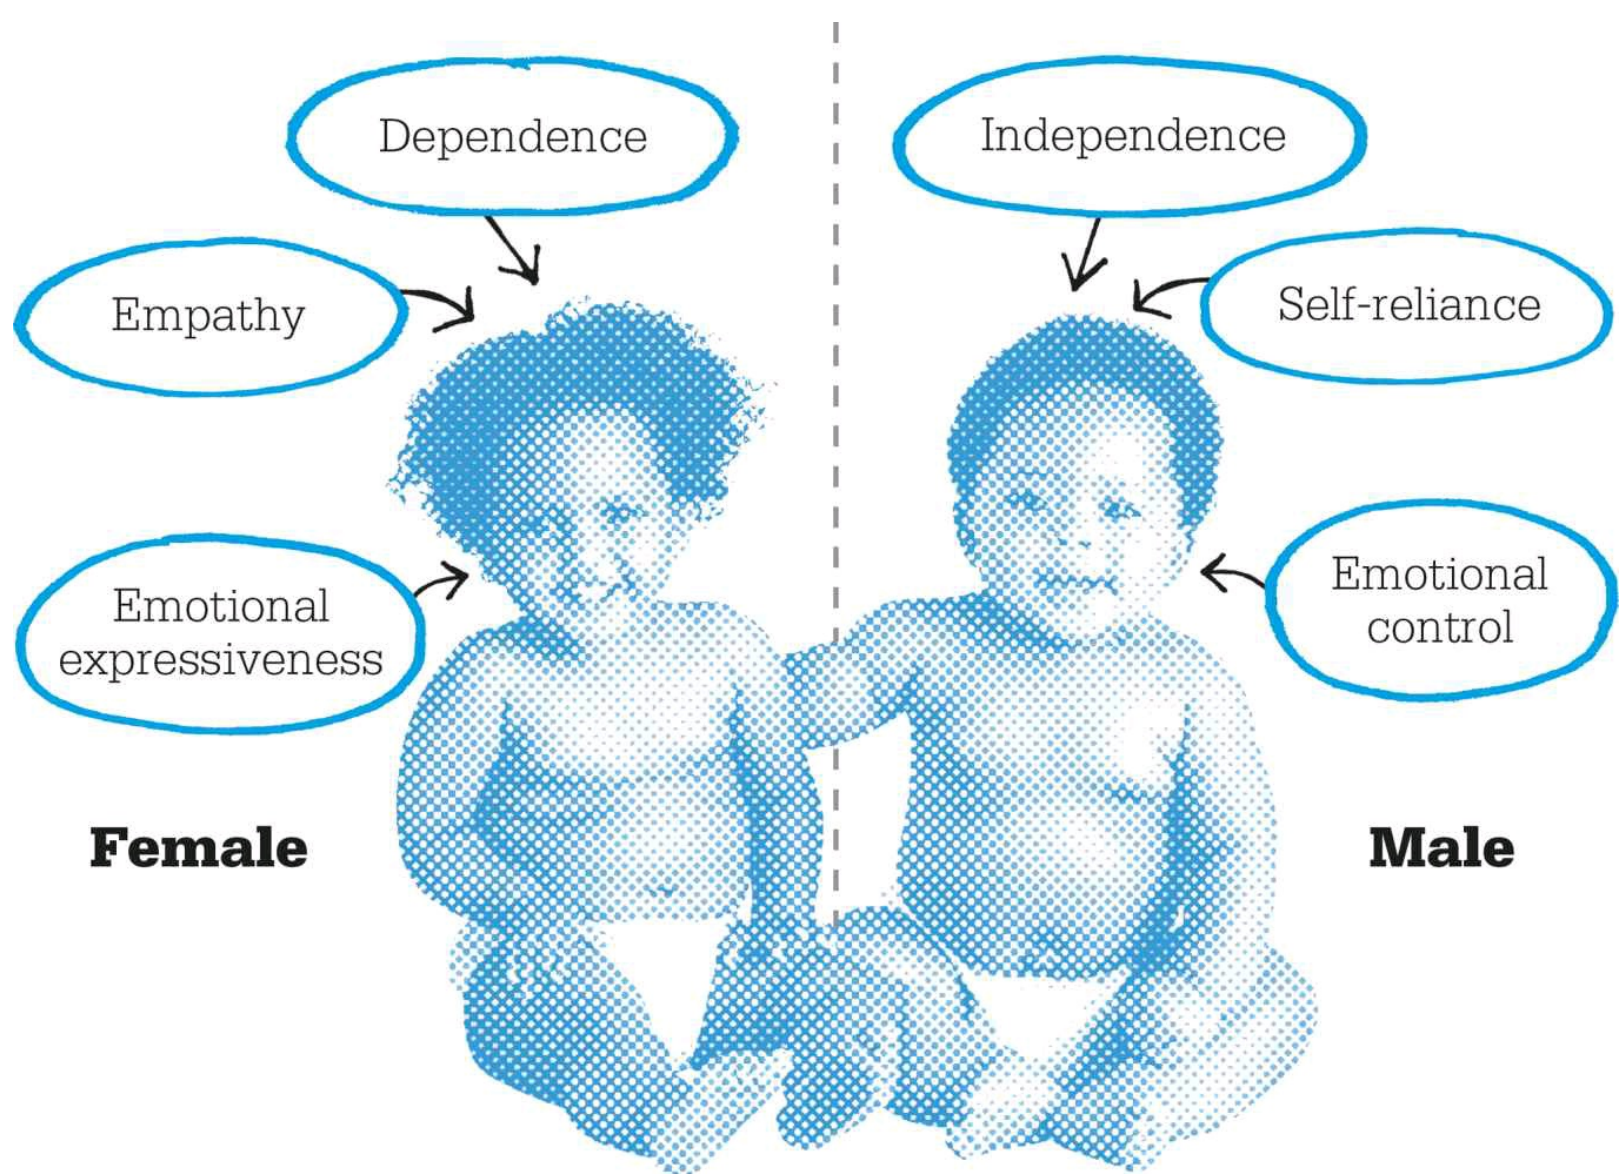 Dependence
Empathy
Emotional
expressiveness
Female
Independence
Self-reliance
Emotional
control
Male